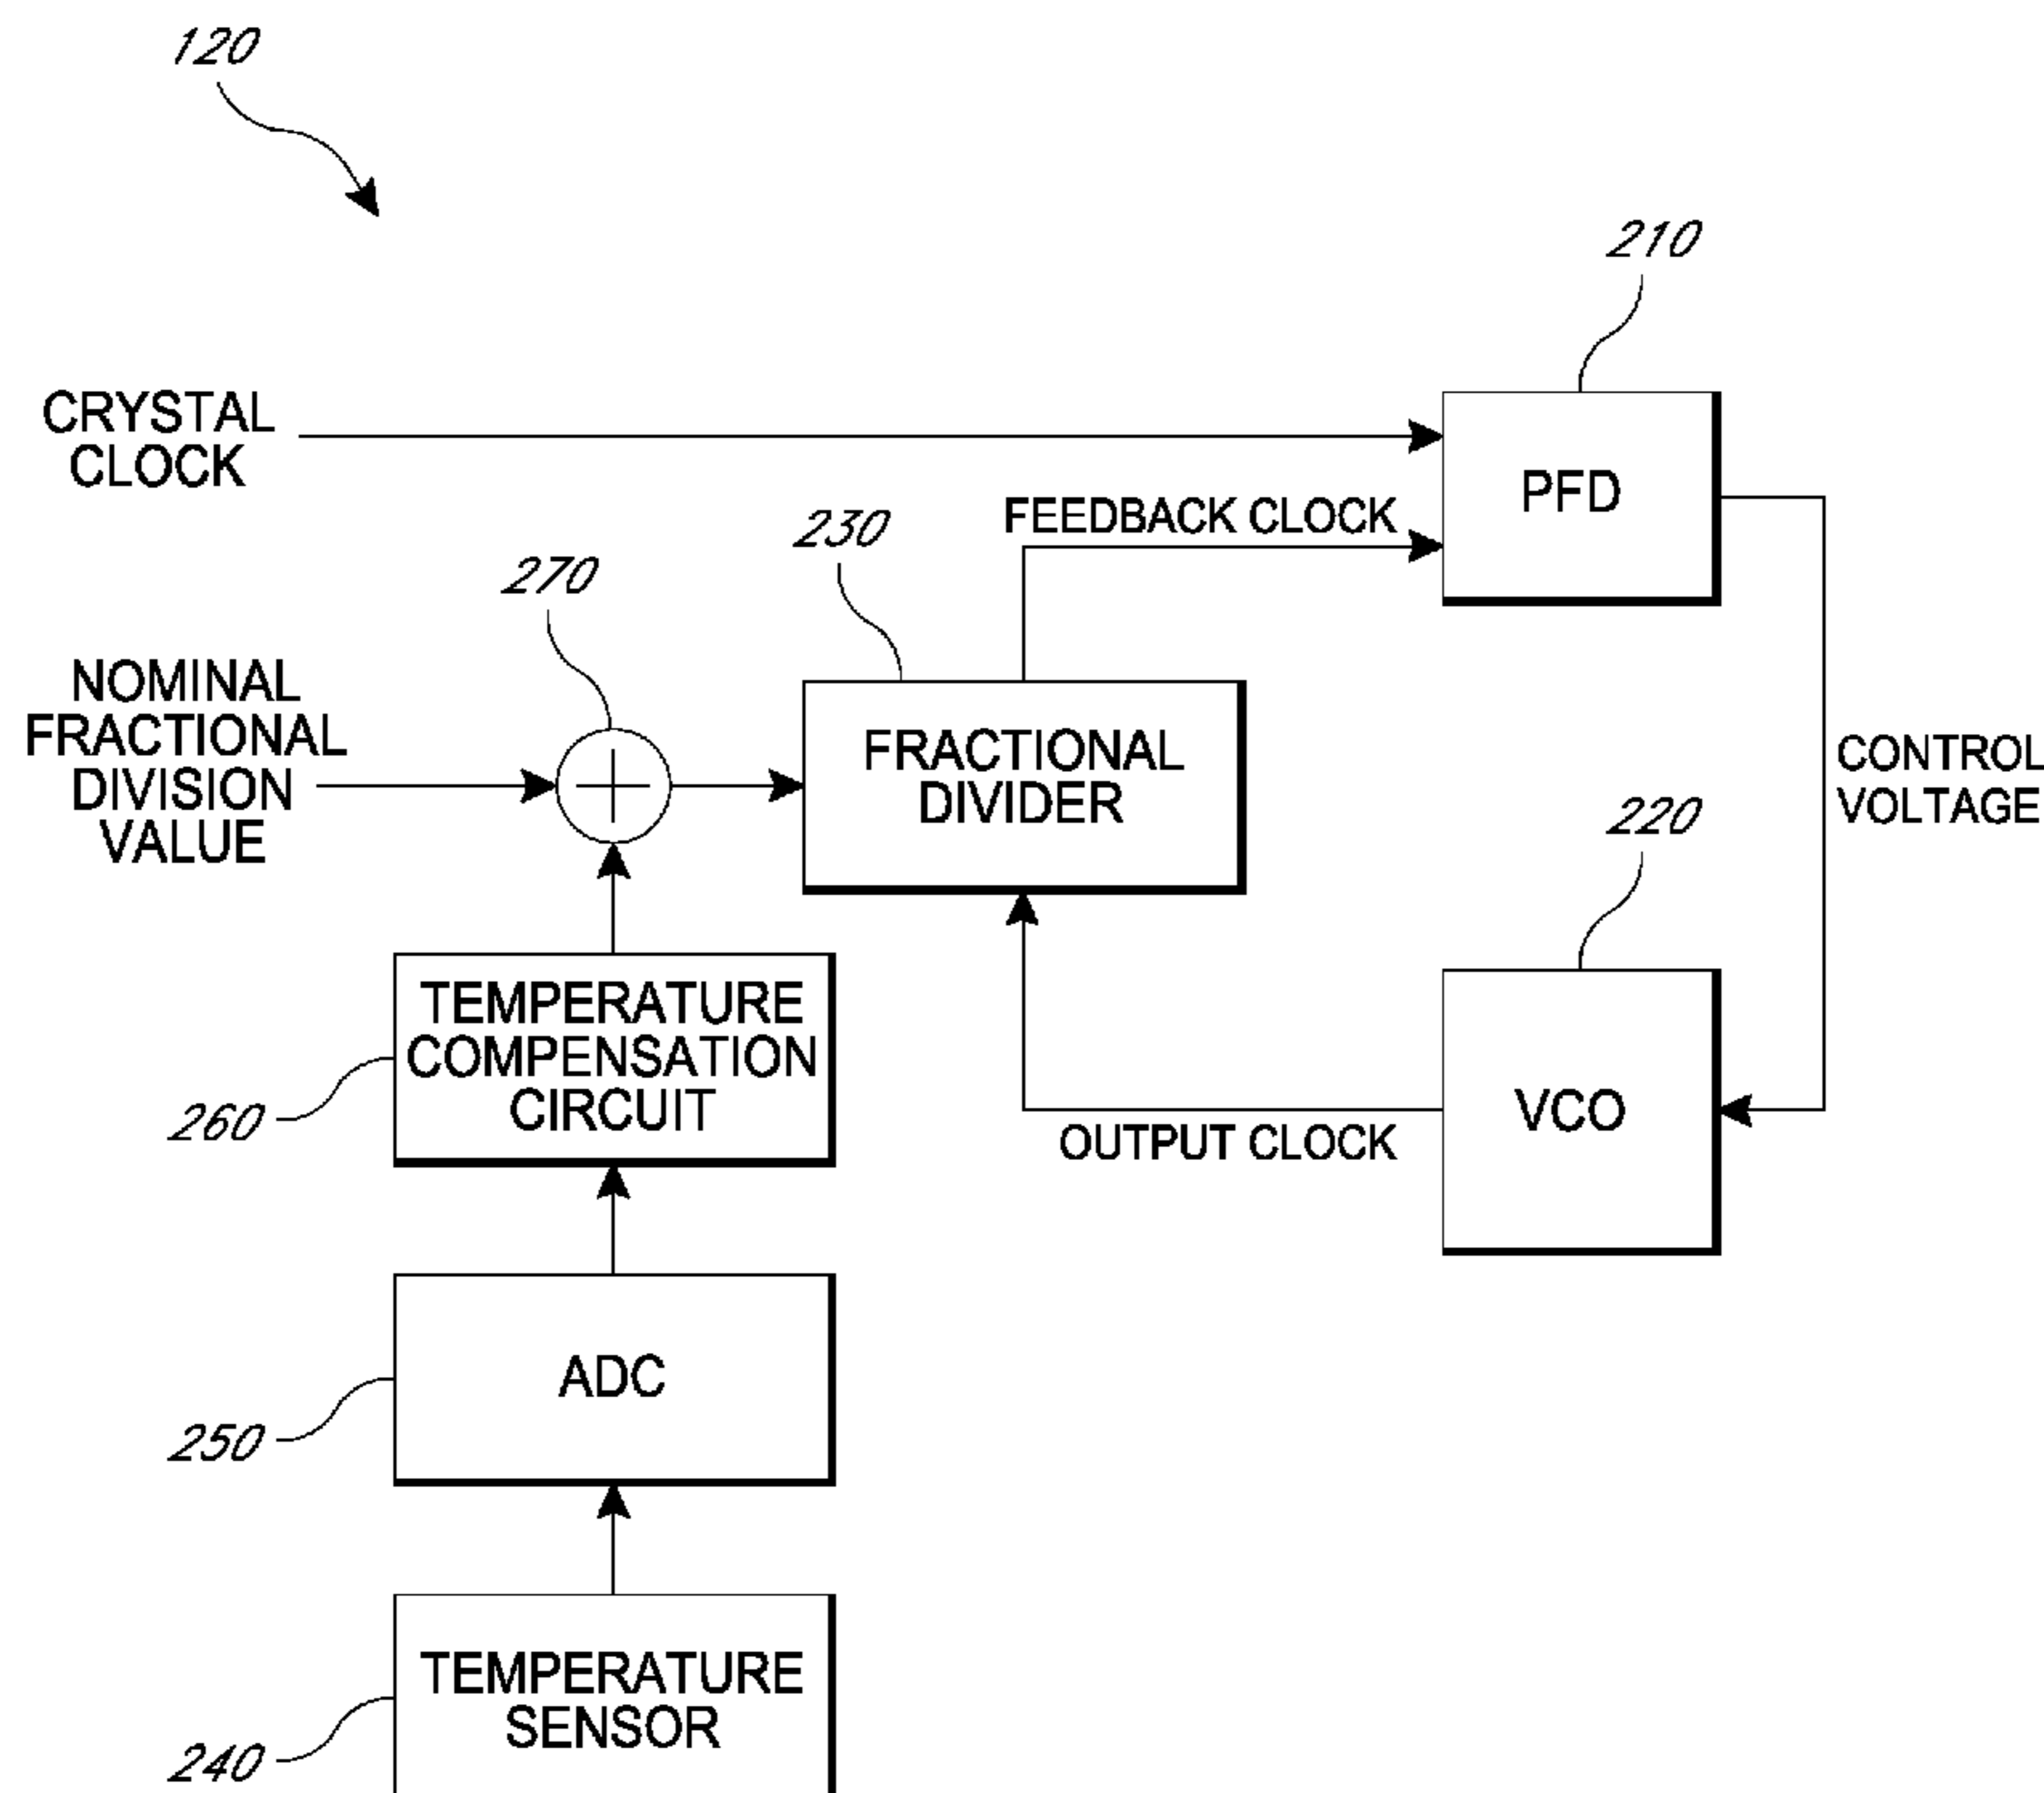 120
210
CRYSTAL
CLOCK
PFD
FEEDBACK CLOCK
230
270
NOMINAL
FRACTIONAL
DIVISION
VALUE
FRACTIONAL
DIVIDER
CONTROL
VOLTAGE
220
TEMPERATURE
COMPENSATION
CIRCUIT
260
VCO
OUTPUT CLOCK
ADC
250
TEMPERATURE
SENSOR
240